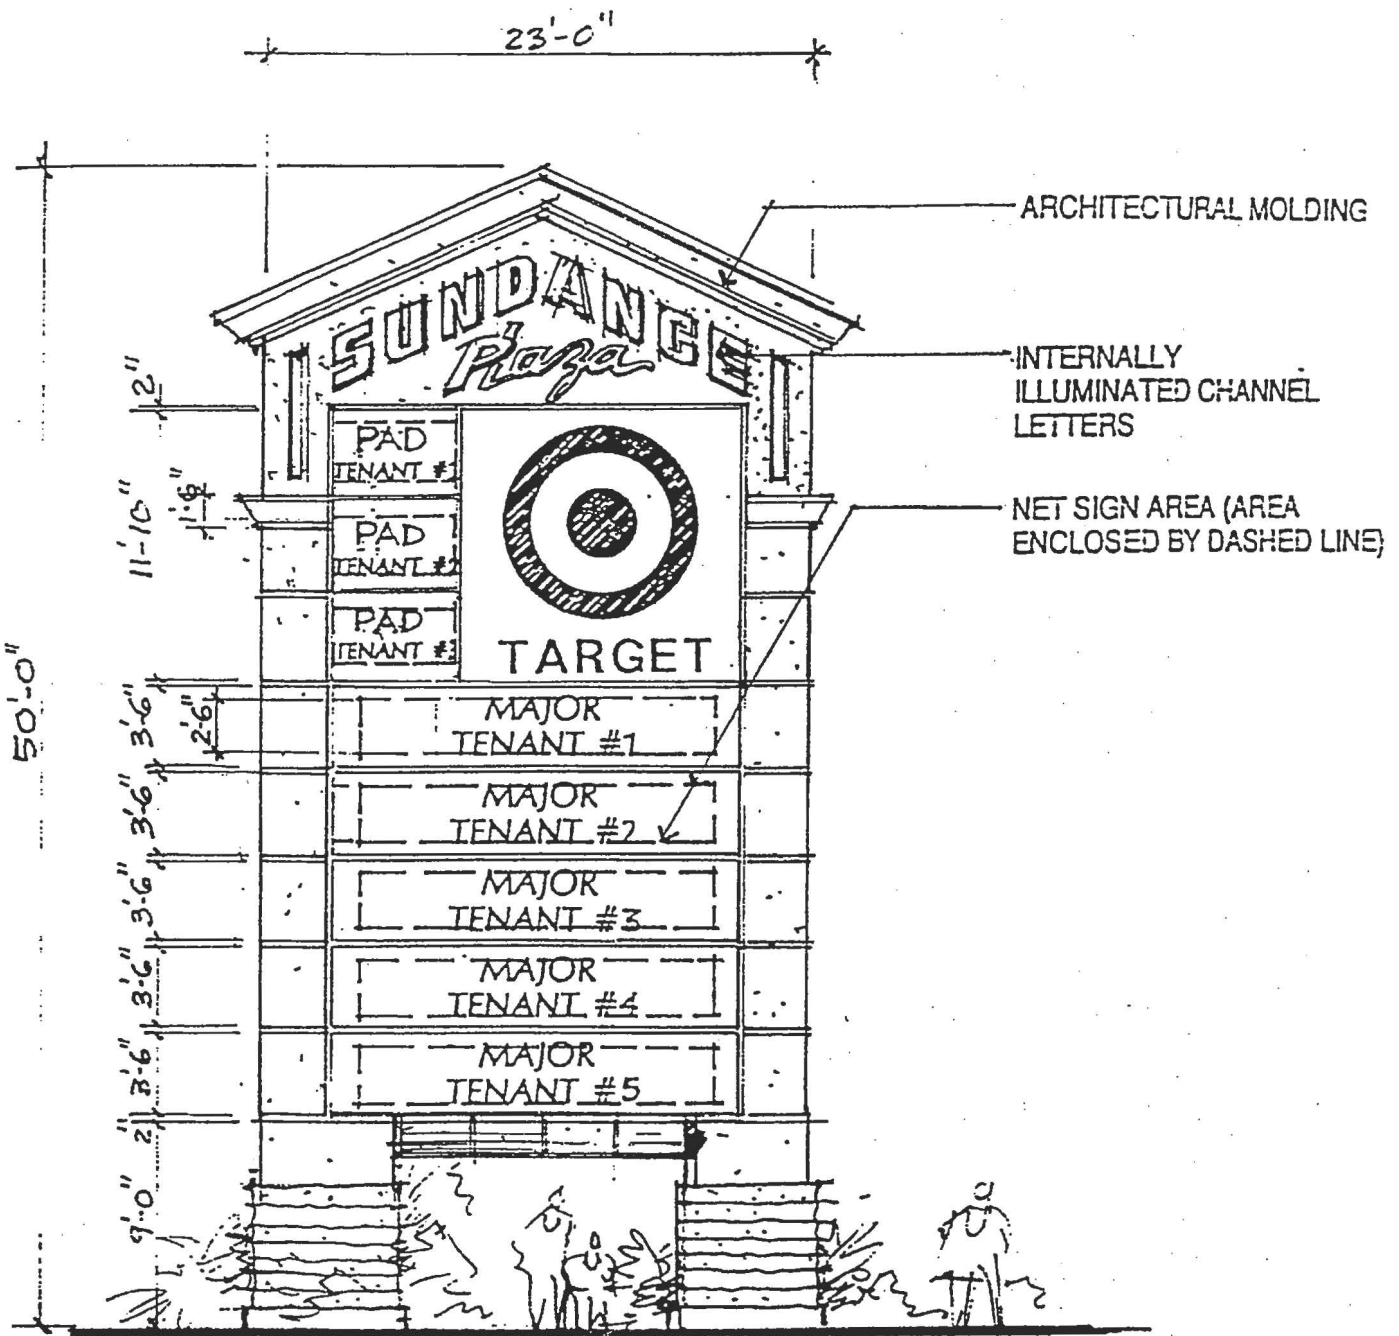 23'-0"
ARCHITECTURAL MOLDING
SUNDANCE
Plaza
INTERNALLY
ILLUMINATED CHANNEL
LETTERS
2"
PAD
TENANT #1
11'-10"
1'-6"
NET SIGN AREA (AREA
ENCLOSED BY DASHED LINE)
PAD
TENANT #2
PAD
TENANT #3
TARGET
50'-0"
3'-6"
2'-6"
MAJOR
TENANT #1
3'-6"
MAJOR
TENANT #2
3'-6"
MAJOR
TENANT #3
3'-6"
MAJOR
TENANT #4
3'-6"
MAJOR
TENANT #5
2"
9'-0"